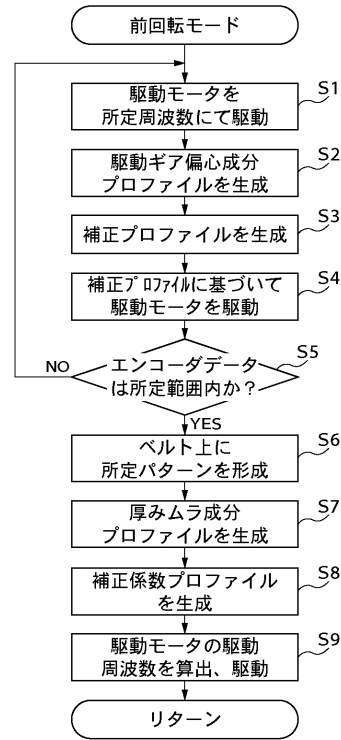 前回転モード
駆動モータを
所定周波数にて駆動
S1
駆動ギア偏心成分
プロファイルを生成
S2
補正プロファイルを生成
S3
補正プロファイルに基づいて
駆動モータを駆動
S4
エンコーダデータ
は所定範囲内か？
S5
NO
YES
ベルト上に
所定パターンを形成
S6
厚みムラ成分
プロファイルを生成
S7
補正係数プロファイル
を生成
S8
駆動モータの駆動
周波数を算出、駆動
S9
リターン